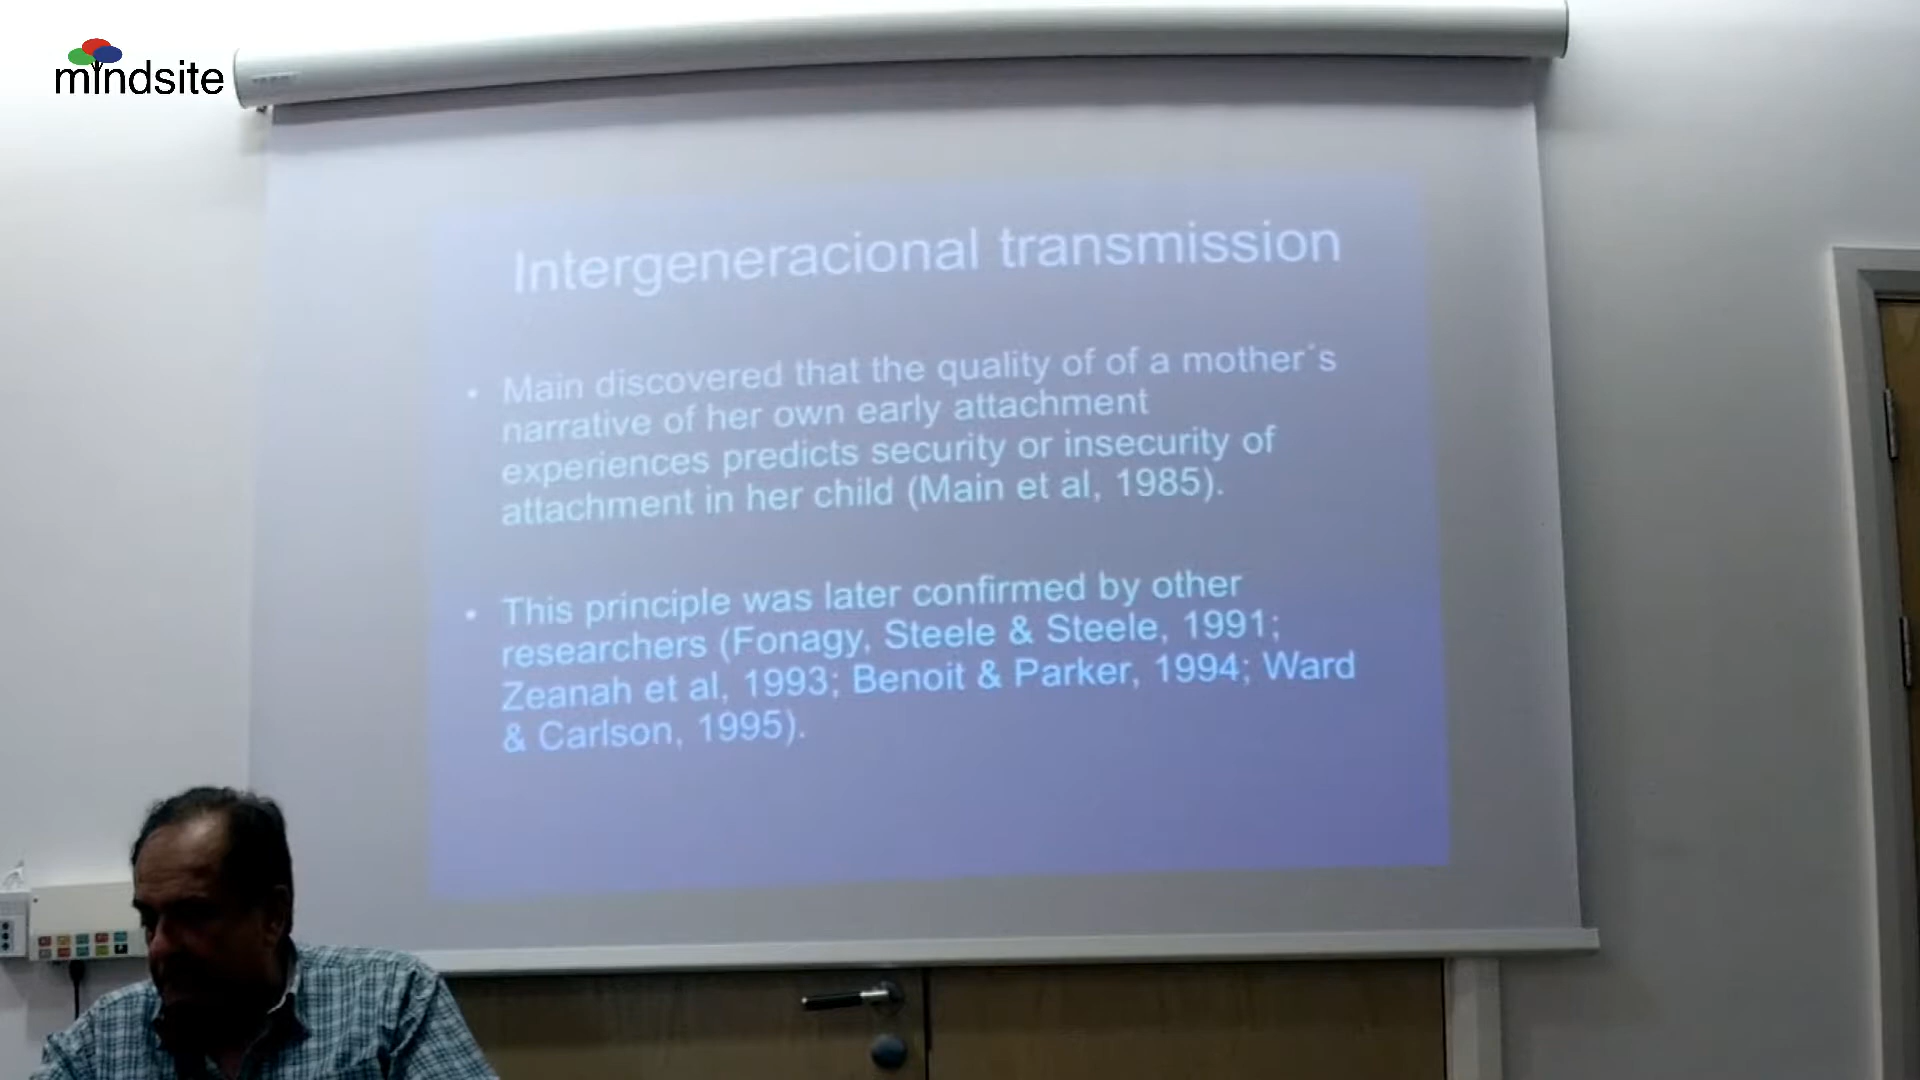 mindsite
Intergeneracional transmission
• Main discovered that the quality of of a mother´s
narrative of her own early attachment
experiences predicts security or insecurity of
attachment in her child (Main et al, 1985).
• This principle was later confirmed by other
researchers (Fonagy, Steele & Steele, 1991;
Zeanah et al, 1993; Benoit & Parker, 1994; Ward
& Carlson, 1995).